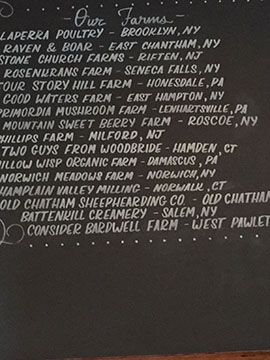 - Our Farms -
LAPERRA POULTRY - BROOKLYN, NY
RAVEN & BOAR - EAST CHANTHAM, NY
STONE CHURCH FARMS - RIFTEN, NJ
ROSENKRANS FARM - SENECA FALLS, NY
FOUR STORY HILL FARM - HONESDALE, PA
GOOD WATERS FARM - EAST HAMPTON, NY
PRIMORDIA MUSHROOM FARM - LENHARTSVILLE, PA
MOUNTAIN SWEET BERRY FARM - ROSCOE, NY
PHILLIPS FARM - MILFORD, NJ
TWO GUYS FROM WOODBRIDE - HAMDEN, CT
WILLOW WISP ORGANIC FARM - DAMASCUS, PA
NORWICH MEADOWS FARM - NORWICH, NY
CHAMPLAIN VALLEY MILLING - NORWALK, CT
OLD CHATHAM SHEEPHEARDING CO - OLD CHATHAM
BATTENKILL CREAMERY - SALEM, NY
CONSIDER BARDWELL FARM - WEST PAWLET